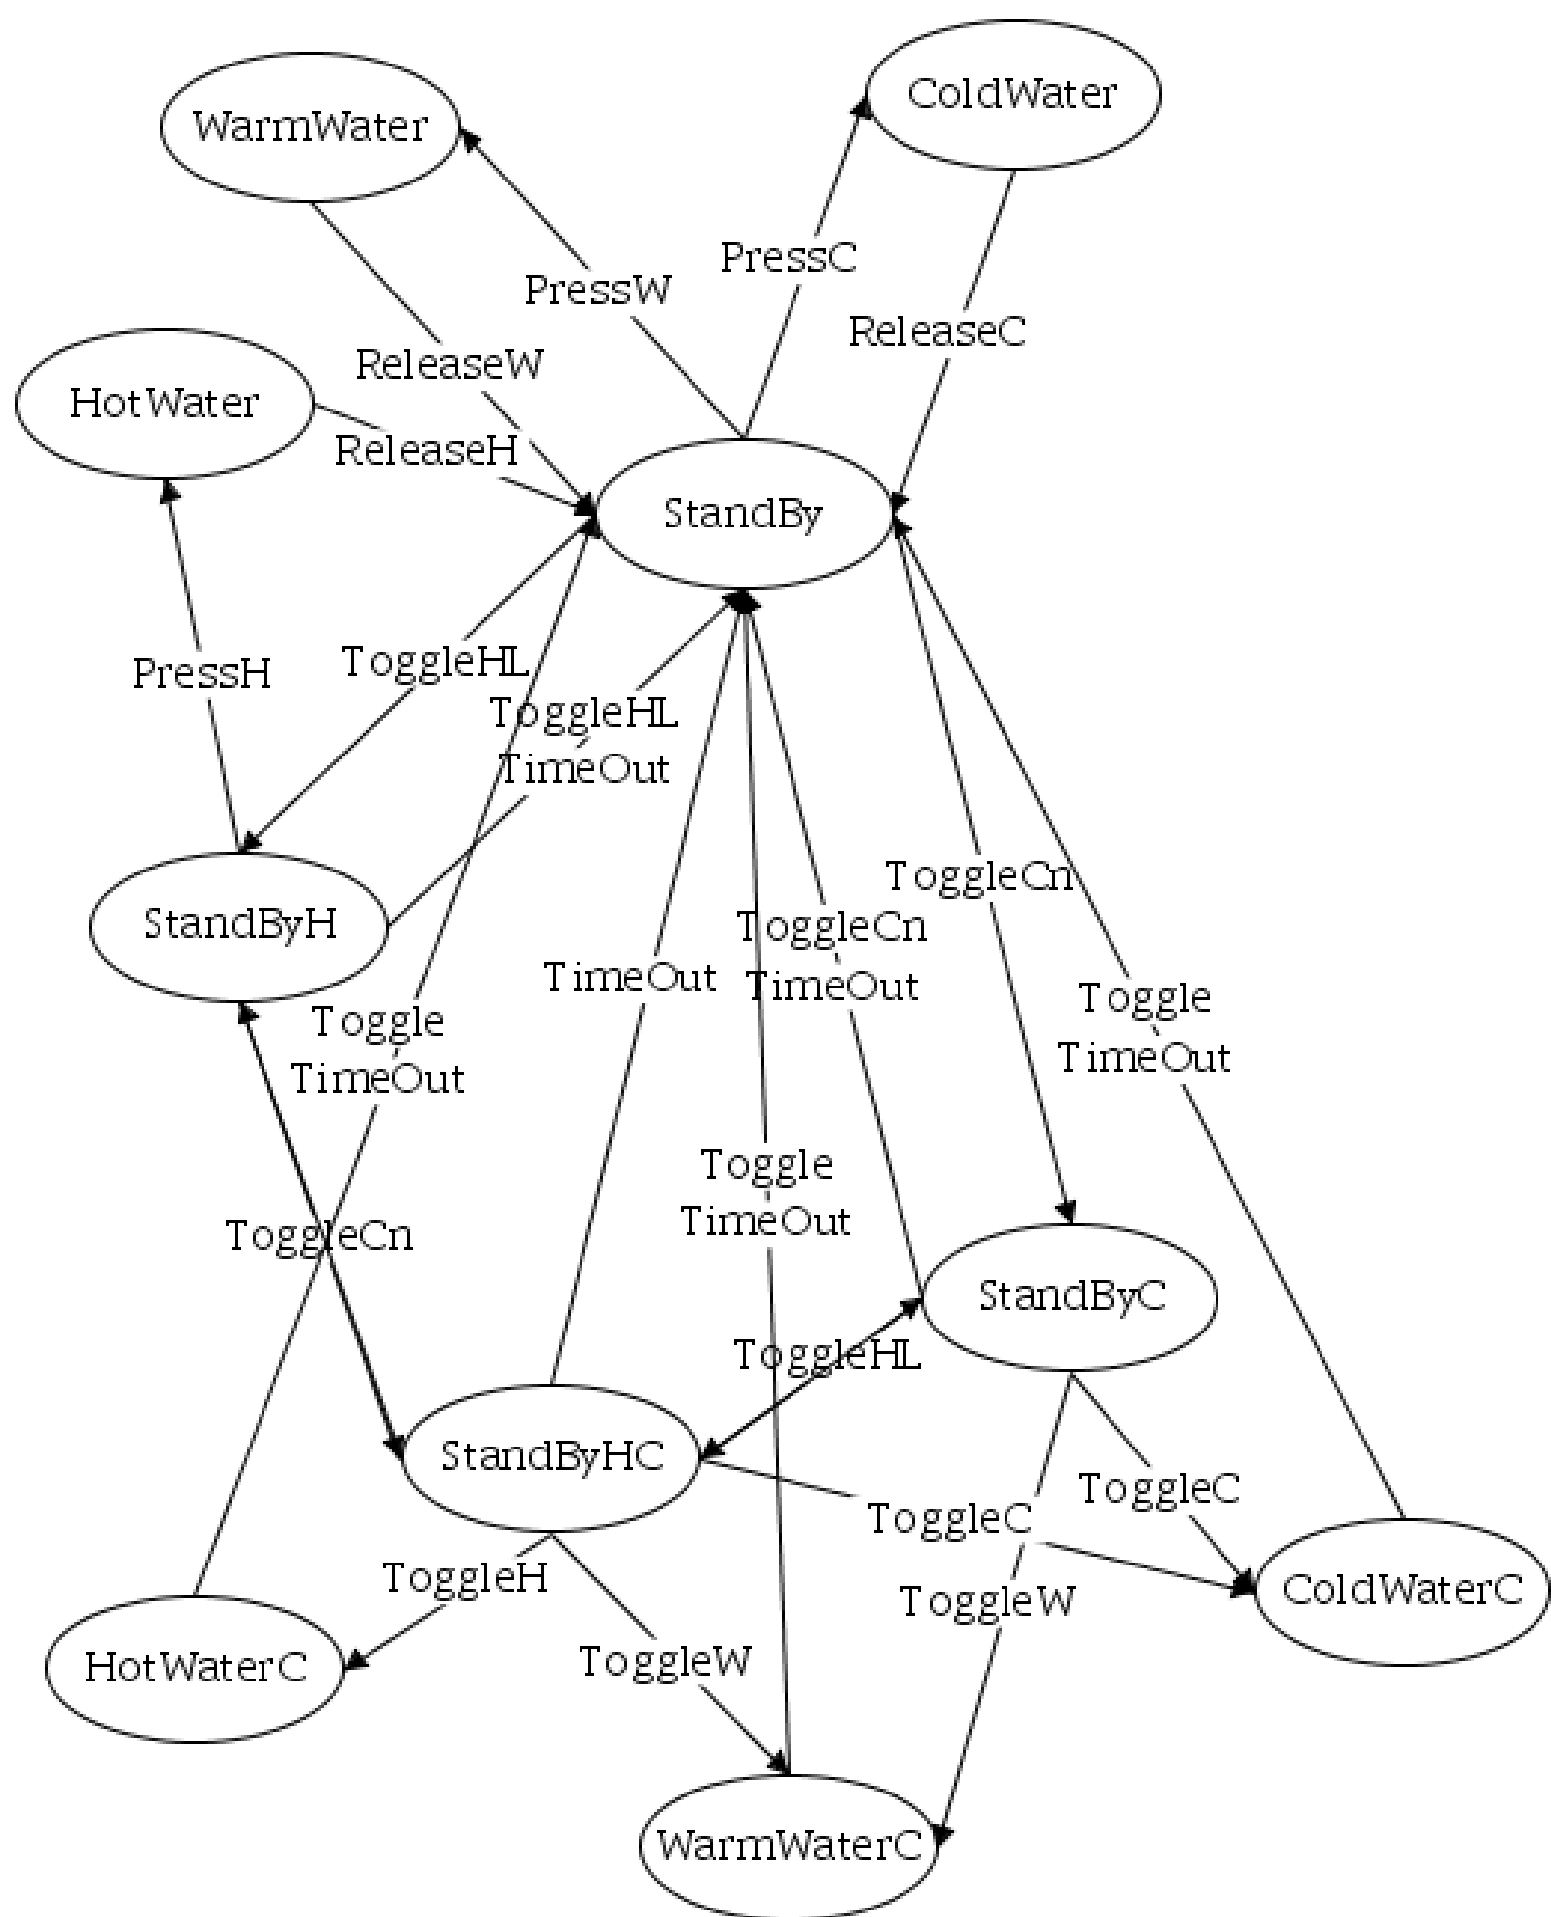 ColdWater
WarmWater
PressC
PressW
ReleaseC
ReleaseW
HotWater
ReleaseH
StandBy
ToggleHL
PressH
ToggleHL
TimeOut
ToggleCn
StandByH
ToggleCn
TimeOut
TimeOut
Toggle
TimeOut
Toggle
TimeOut
Toggle
TimeOut
ToggleCn
StandByC
ToggleHL
StandByHC
ToggleC
ToggleC
ToggleH
ColdWaterC
ToggleW
ToggleW
HotWaterC
WarmWaterC